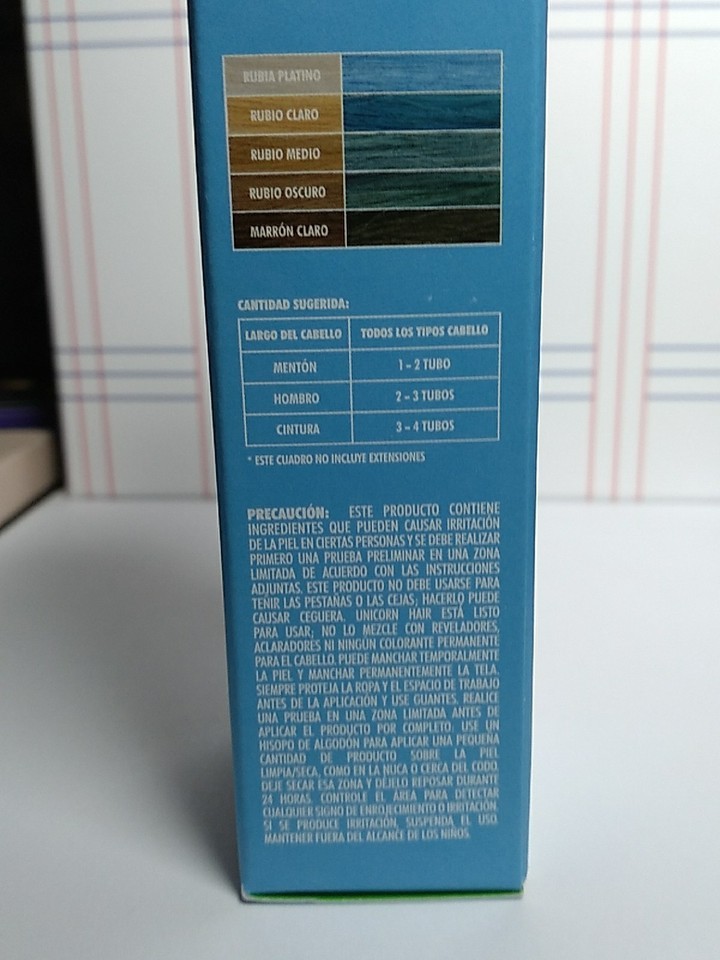 RUBIA PLATINO
RUBIO CLARO
RUBIO MEDIO
RUBIO OSCURO
MARRÓN CLARO
CANTIDAD SUGERIDA:
LARGO DEL CABELLO TODOS LOS TIPOS CABELLO
MENTÓN 1 – 2 TUBO
HOMBRO 2 – 3 TUBOS
CINTURA 3 – 4 TUBOS
* ESTE CUADRO NO INCLUYE EXTENSIONES
PRECAUCIÓN: ESTE PRODUCTO CONTIENE
INGREDIENTES QUE PUEDEN CAUSAR IRRITACIÓN
DE LA PIEL EN CIERTAS PERSONAS Y SE DEBE REALIZAR
PRIMERO UNA PRUEBA PRELIMINAR EN UNA ZONA
LIMITADA DE ACUERDO CON LAS INSTRUCCIONES
ADJUNTAS. ESTE PRODUCTO NO DEBE USARSE PARA
TENIR LAS PESTAÑAS O LAS CEJAS; HACERLO PUEDE
CAUSAR CEGUERA. UNICORN HAIR ESTÁ LISTO
PARA USAR; NO LO MEZCLE CON REVELADORES,
ACLARADORES NI NINGÚN COLORANTE PERMANENTE
PARA EL CABELLO. PUEDE MANCHAR TEMPORALMENTE
LA PIEL Y MANCHAR PERMANENTEMENTE LA TELA.
SIEMPRE PROTEJA LA ROPA Y EL ESPACIO DE TRABAJO
ANTES DE LA APLICACIÓN Y USE GUANTES. REALICE
UNA PRUEBA EN UNA ZONA LIMITADA ANTES DE
APLICAR EL PRODUCTO POR COMPLETO. USE UN
HISOPO DE ALGODÓN PARA APLICAR UNA PEQUEÑA
CANTIDAD DE PRODUCTO SOBRE LA PIEL
LIMPIA/SECA, COMO EN LA NUCA O CERCA DEL CODO.
DEJE SECAR ESA ZONA Y DÉJELO REPOSAR DURANTE
24 HORAS. CONTROLE EL ÁREA PARA DETECTAR
CUALQUIER SIGNO DE ENROJECIMIENTO O IRRITACIÓN.
SI SE PRODUCE IRRITACIÓN, SUSPENDA EL USO.
MANTENER FUERA DEL ALCANCE DE LOS NIÑOS.